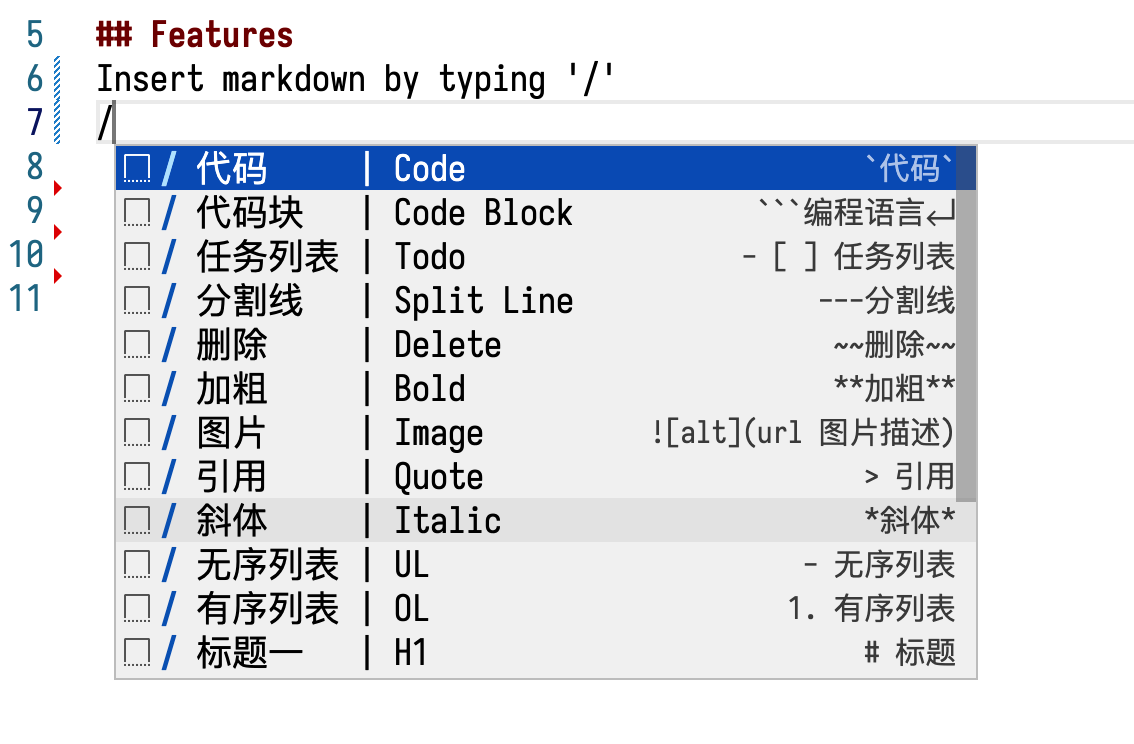 5 ## Features
6 Insert markdown by typing '/'
7 /
8 / 代码 | Code `代码`
9 / 代码块 | Code Block ```编程语言↵
10 / 任务列表 | Todo - [ ] 任务列表
11 / 分割线 | Split Line ---分割线
/ 删除 | Delete ~~删除~~
/ 加粗 | Bold **加粗**
/ 图片 | Image ![alt](url 图片描述)
/ 引用 | Quote > 引用
/ 斜体 | Italic *斜体*
/ 无序列表 | UL - 无序列表
/ 有序列表 | OL 1. 有序列表
/ 标题一 | H1 # 标题